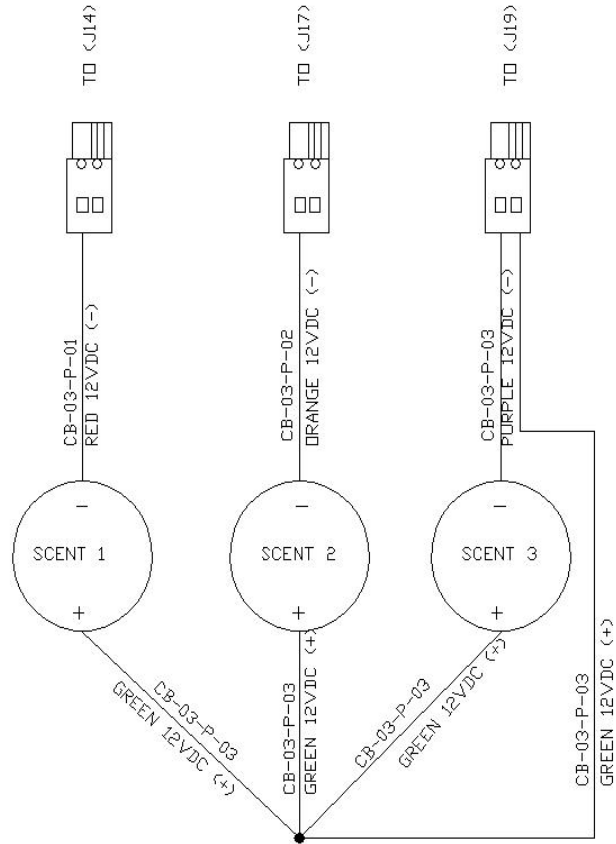 TO (J14)
TO (J17)
TO (J19)
CB-03-P-01
RED 12VDC (-)
CB-03-P-02
ORANGE 12VDC (-)
CB-03-P-03
PURPLE 12VDC (-)
-
SCENT 1
+
-
SCENT 2
+
-
SCENT 3
+
CB-03-P-03
GREEN 12VDC (+)
CB-03-P-03
GREEN 12VDC (+)
CB-03-P-03
GREEN 12VDC (+)
CB-03-P-03
GREEN 12VDC (+)